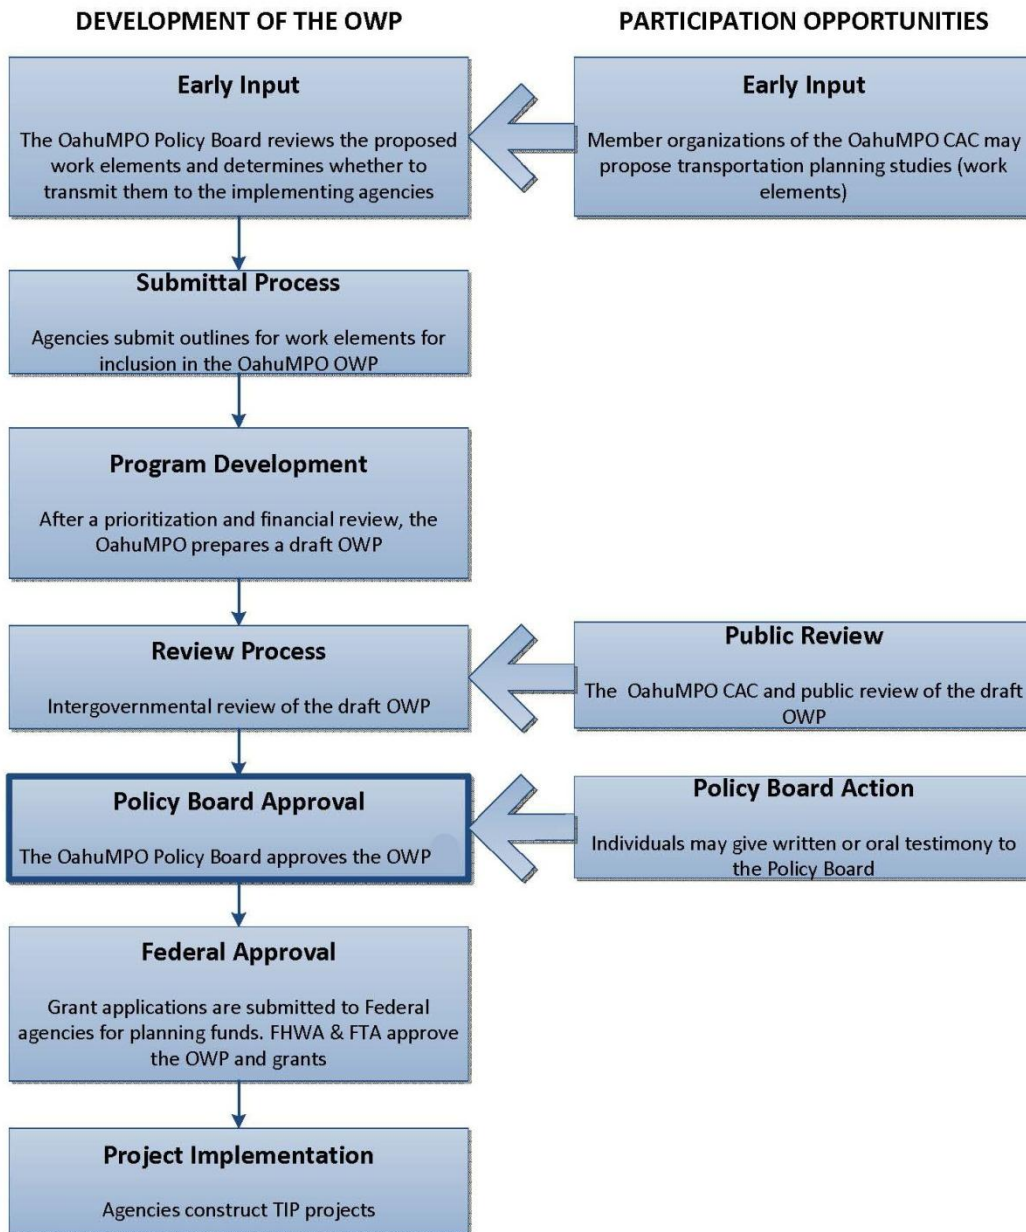 DEVELOPMENT OF THE OWP
PARTICIPATION OPPORTUNITIES
Early Input
The OahuMPO Policy Board reviews the proposed
work elements and determines whether to
transmit them to the implementing agencies
Early Input
Member organizations of the OahuMPO CAC may
propose transportation planning studies (work
elements)
Submittal Process
Agencies submit outlines for work elements for
inclusion in the OahuMPO OWP
Program Development
After a prioritization and financial review, the
OahuMPO prepares a draft OWP
Review Process
Intergovernmental review of the draft OWP
Public Review
The OahuMPO CAC and public review of the draft
OWP
Policy Board Approval
The OahuMPO Policy Board approves the OWP
Policy Board Action
Individuals may give written or oral testimony to
the Policy Board
Federal Approval
Grant applications are submitted to Federal
agencies for planning funds. FHWA & FTA approve
the OWP and grants
Project Implementation
Agencies construct TIP projects